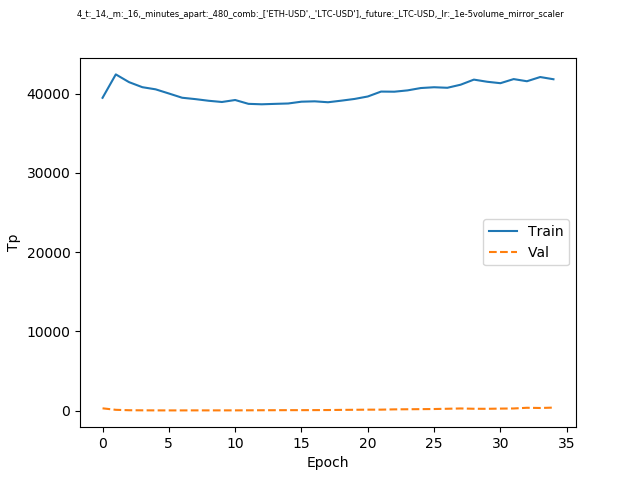 4_t:_14,_m:_16,_minutes_apart:_480_comb:_['ETH-USD',_'LTC-USD'],_future:_LTC-USD,_lr:_1e-5volume_mirror_scaler
40000
30000
20000
10000
0
Tp
Train
Val
0 5 10 15 20 25 30 35
Epoch